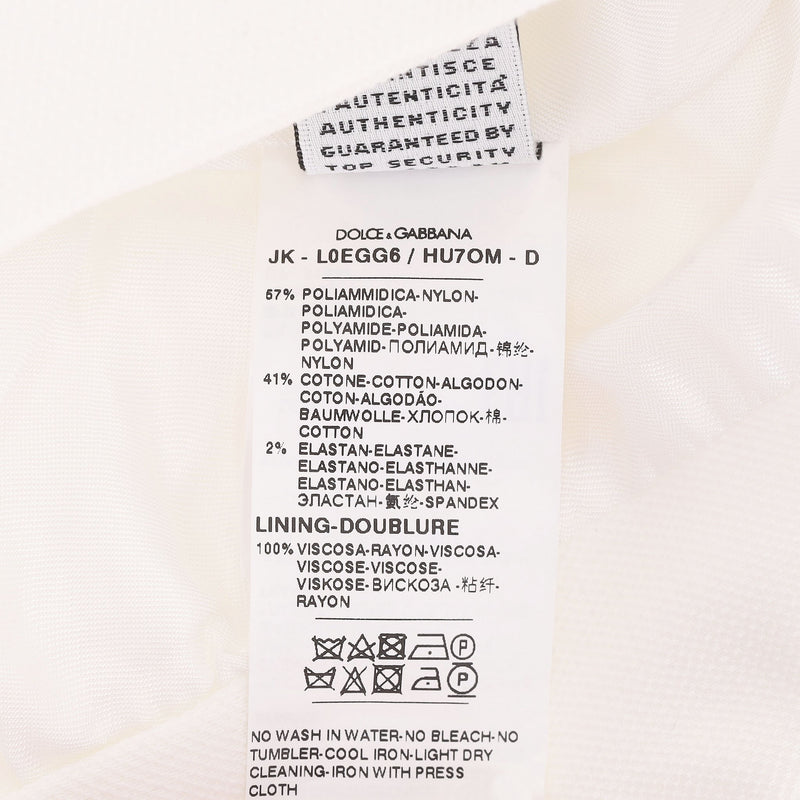 ANTISCE
AUTENTICITÀ
AUTHENTICITY
GUARANTEED BY
TOP SECURITY
DOLCE & GABBANA
JK - L0EGG6 / HU7OM - D
57% POLIAMMIDICA-NYLON-
POLIAMIDICA-
POLYAMIDE-POLIAMIDA-
POLYAMID-ПОЛИАМИД-锦纶-
NYLON
41% COTONE-COTTON-ALGODON-
COTON-ALGODÃO-
BAUMWOLLE-ХЛОПОК-棉-
COTTON
2% ELASTAN-ELASTANE-
ELASTANO-ELASTHANNE-
ELASTANO-ELASTHAN-
ЭЛАСТАН-氨纶-SPANDEX
LINING-DOUBLURE
100% VISCOSA-RAYON-VISCOSA-
VISCOSE-VISCOSE-
VISKOSE-ВИСКОЗА -粘纤-
RAYON
P
P
NO WASH IN WATER-NO BLEACH-NO
TUMBLER-COOL IRON-LIGHT DRY
CLEANING-IRON WITH PRESS
CLOTH